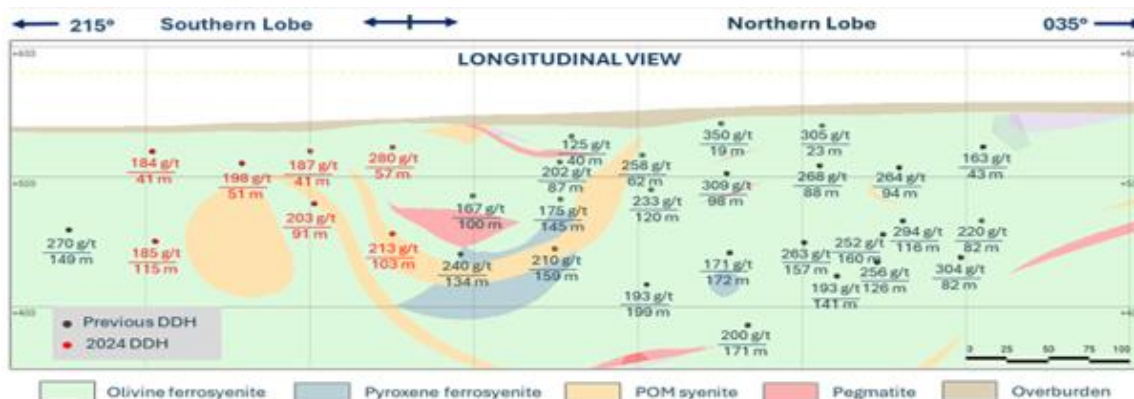 215° Southern Lobe Northern Lobe 035°
LONGITUDINAL VIEW
184 g/t
41 m
198 g/t
51 m
187 g/t
41 m
280 g/t
57 m
203 g/t
91 m
270 g/t
149 m
185 g/t
115 m
213 g/t
103 m
167 g/t
100 m
240 g/t
134 m
125 g/t
40 m
202 g/t
87 m
175 g/t
145 m
210 g/t
159 m
258 g/t
62 m
233 g/t
120 m
193 g/t
199 m
350 g/t
19 m
309 g/t
98 m
171 g/t
172 m
200 g/t
171 m
305 g/t
23 m
268 g/t
88 m
263 g/t
157 m
193 g/t
141 m
264 g/t
94 m
294 g/t
116 m
252 g/t
160 m
256 g/t
126 m
163 g/t
43 m
220 g/t
82 m
304 g/t
82 m
Previous DDH
2024 DDH
0 25 50 75 100
Olivine ferrosyenite Pyroxene ferrosyenite POM syenite Pegmatite Overburden